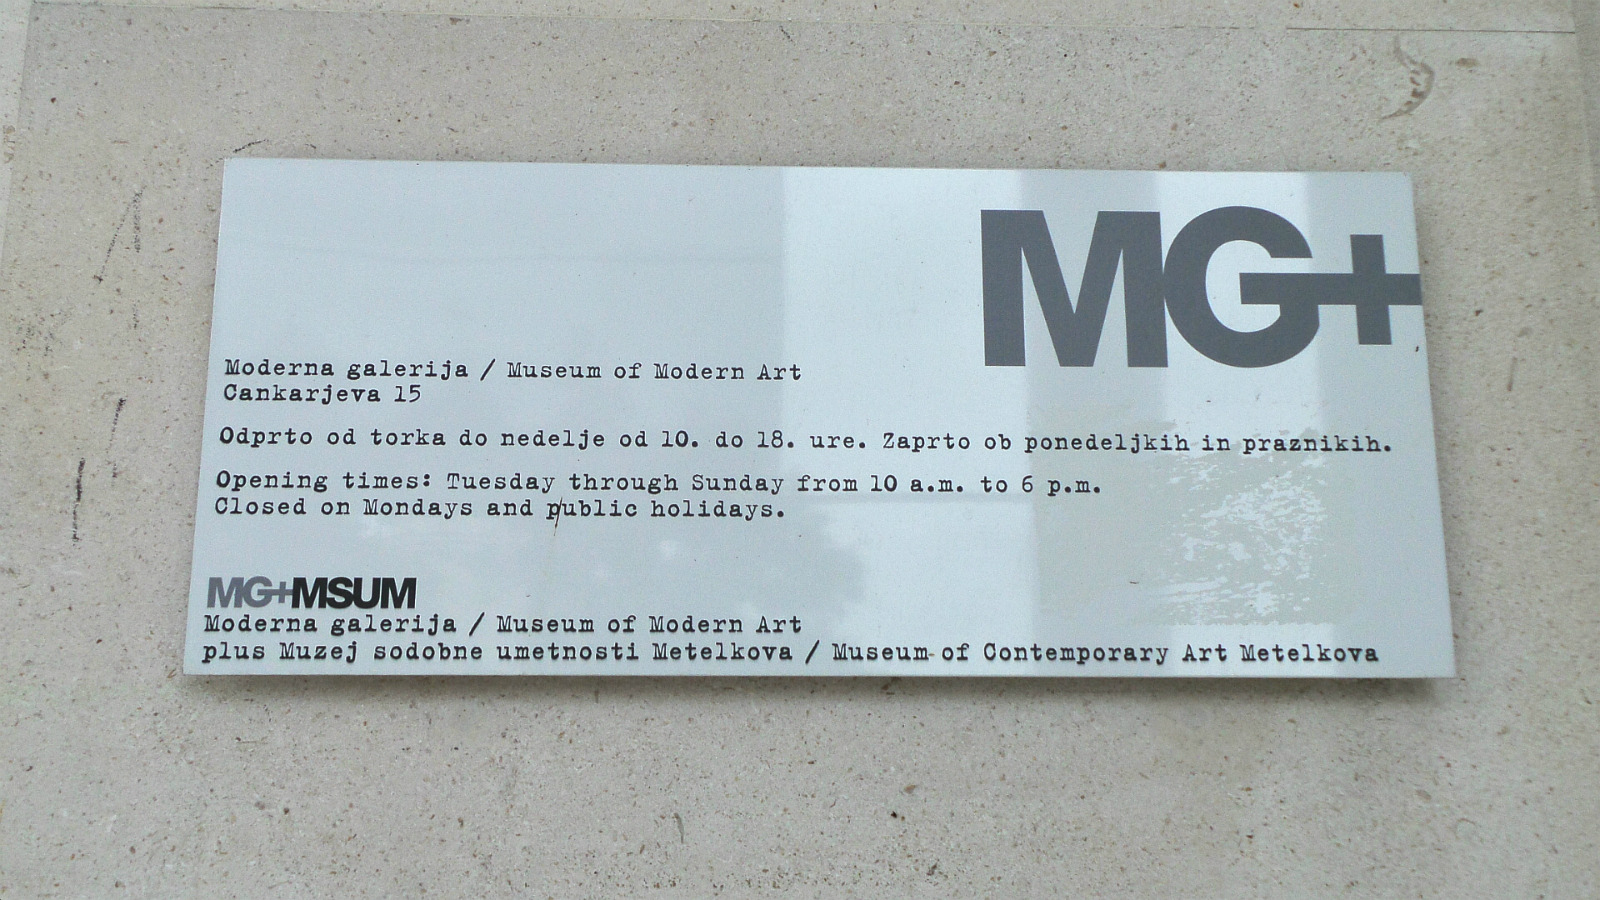 MG+
Moderna galerija / Museum of Modern Art
Cankarjeva 15
Odprto od torka do nedelje od 10. do 18. ure. Zaprto ob ponedeljkih in praznikih.
Opening times: Tuesday through Sunday from 10 a.m. to 6 p.m.
Closed on Mondays and public holidays.
MG+MSUM
Moderna galerija / Museum of Modern Art
plus Muzej sodobne umetnosti Metelkova / Museum of Contemporary Art Metelkova